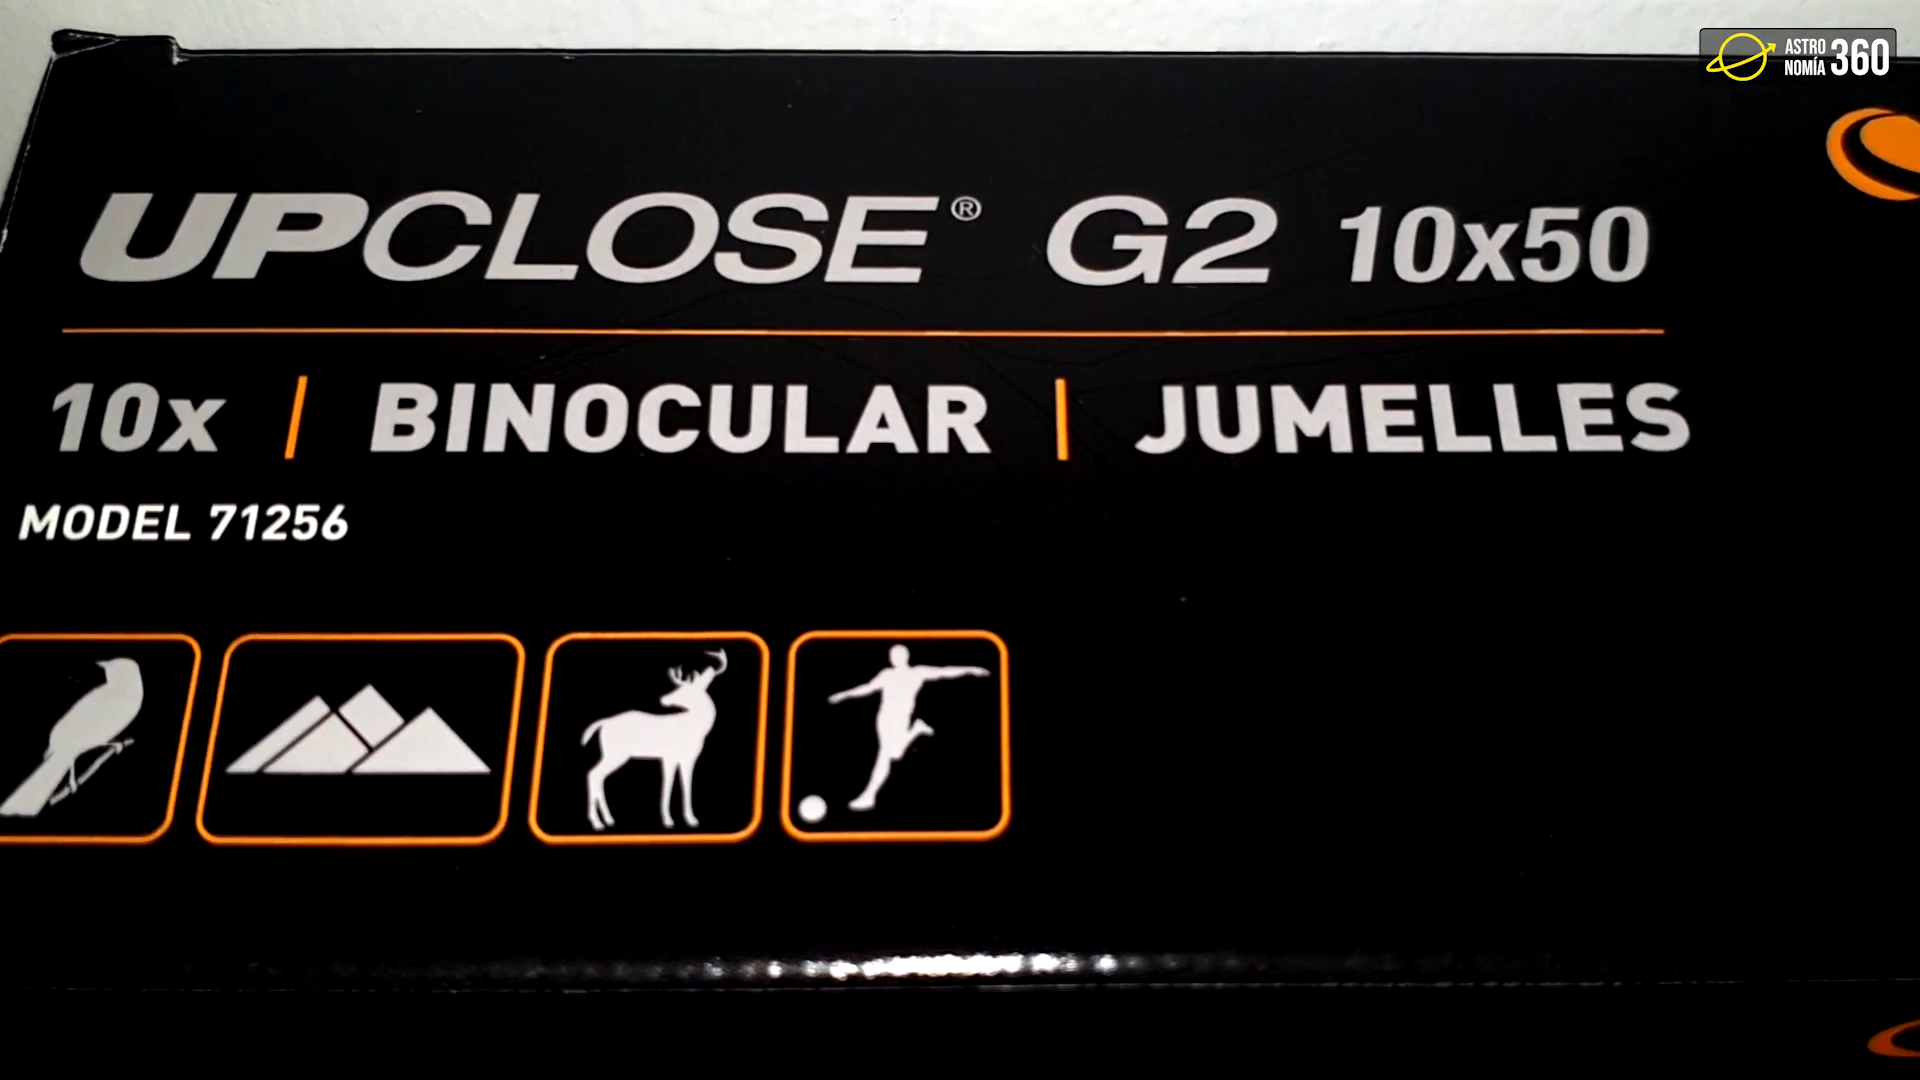 ASTRO
NOMÍA 360
UPCLOSE® G2 10x50
10x | BINOCULAR | JUMELLES
MODEL 71256